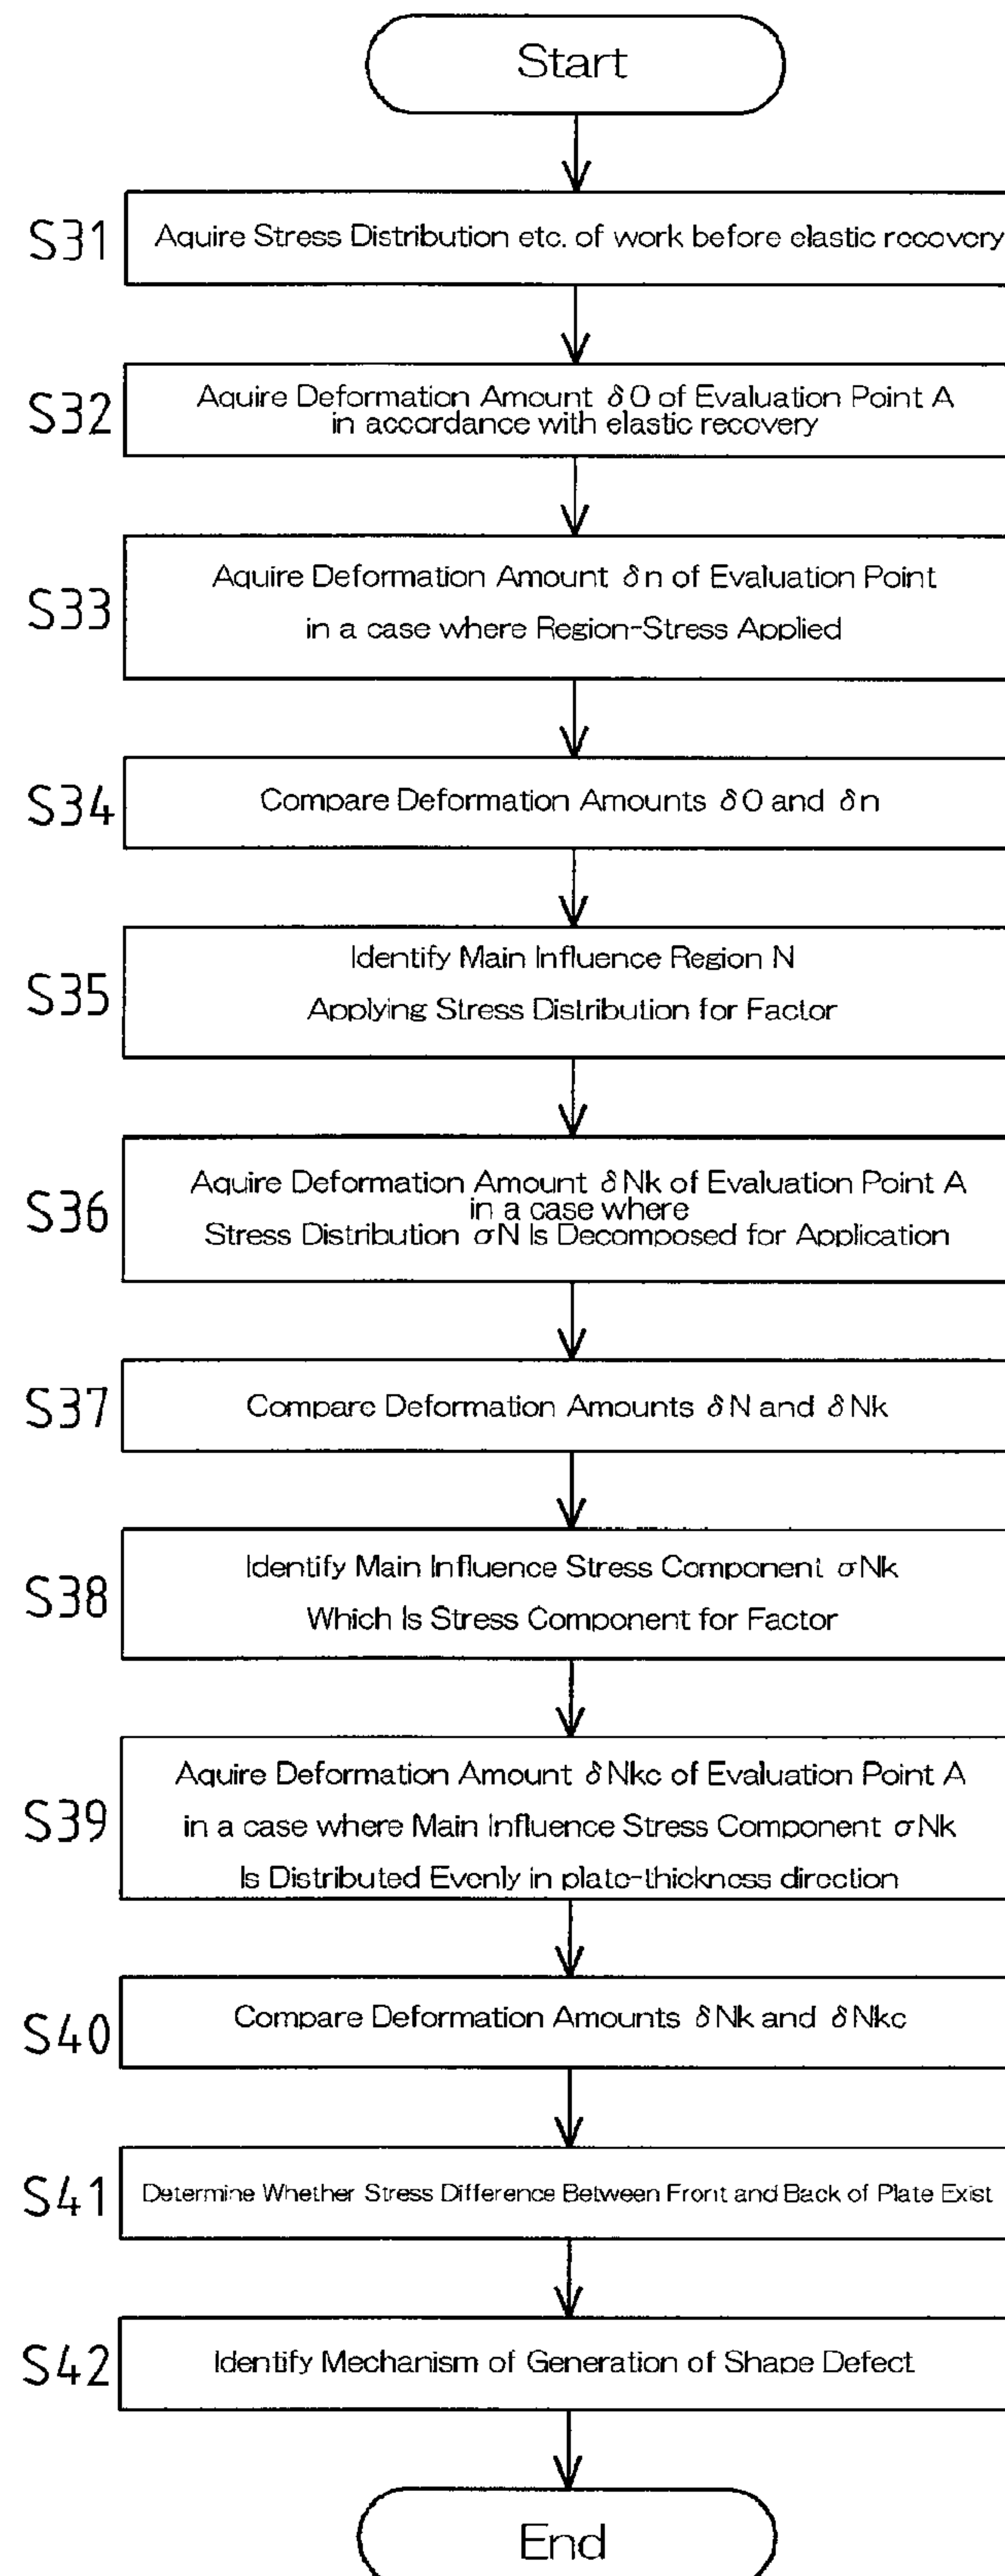 Start
S31
Aquire Stress Distribution etc. of work before elastic recovery
S32
Aquire Deformation Amount δ0 of Evaluation Point A
in accordance with elastic recovery
S33
Aquire Deformation Amount δn of Evaluation Point
in a case where Region-Stress Applied
S34
Compare Deformation Amounts δ0 and δn
S35
Identify Main Influence Region N
Applying Stress Distribution for Factor
S36
Aquire Deformation Amount δNk of Evaluation Point A
in a case where
Stress Distribution σN Is Decomposed for Application
S37
Compare Deformation Amounts δN and δNk
S38
Identify Main Influence Stress Component σNk
Which Is Stress Component for Factor
S39
Aquire Deformation Amount δNkc of Evaluation Point A
in a case where Main Influence Stress Component σNk
Is Distributed Evenly in plate-thickness direction
S40
Compare Deformation Amounts δNk and δNkc
S41
Determine Whether Stress Difference Between Front and Back of Plate Exist
S42
Identify Mechanism of Generation of Shape Defect
End